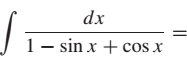 ∫ dx / (1 − sin x + cos x) =